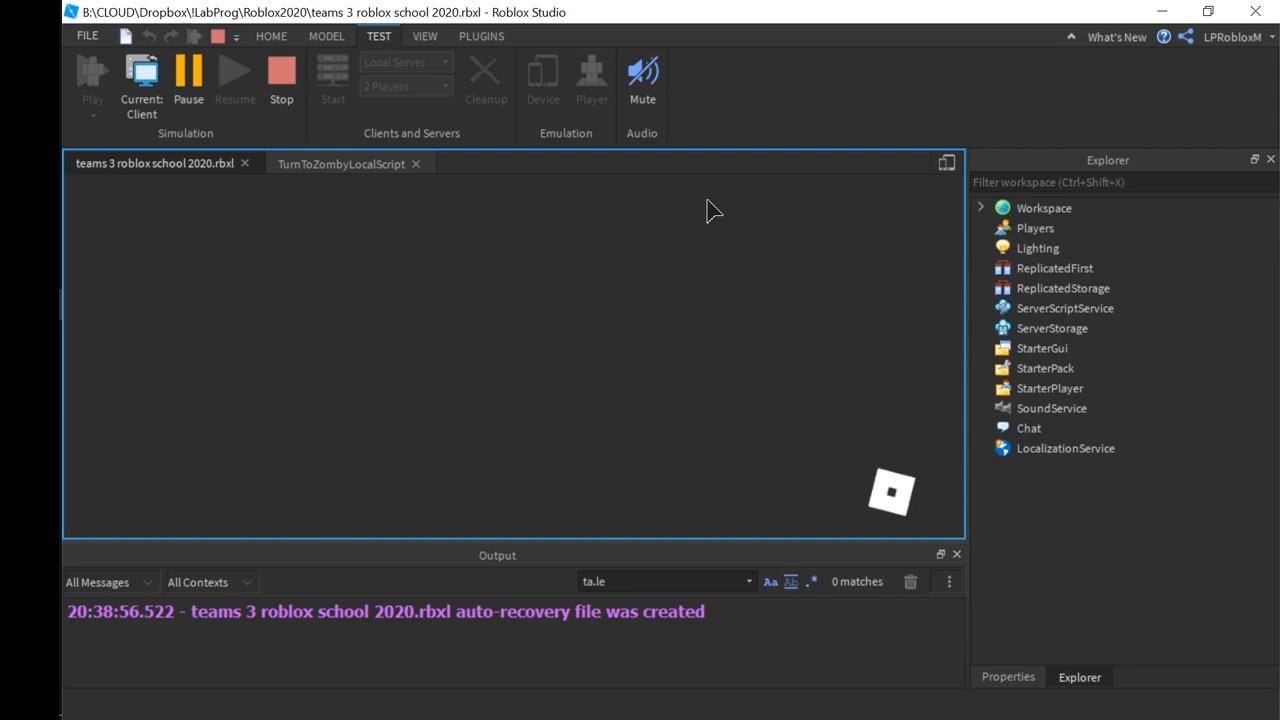 B:\CLOUD\Dropbox\!LabProg\Roblox2020\teams 3 roblox school 2020.rbxl - Roblox Studio
FILE HOME MODEL TEST VIEW PLUGINS What's New LPRobloxM
Play Current: Client Pause Resume Stop
Simulation
Start Local Server 2 Players Cleanup
Clients and Servers
Device Player
Emulation
Mute
Audio
teams 3 roblox school 2020.rbxl TurnToZombyLocalScript
Explorer
Filter workspace (Ctrl+Shift+X)
Workspace
Players
Lighting
ReplicatedFirst
ReplicatedStorage
ServerScriptService
ServerStorage
StarterGui
StarterPack
StarterPlayer
SoundService
Chat
LocalizationService
Properties Explorer
Output
All Messages All Contexts ta.le Aa Ab .* 0 matches
20:38:56.522 - teams 3 roblox school 2020.rbxl auto-recovery file was created